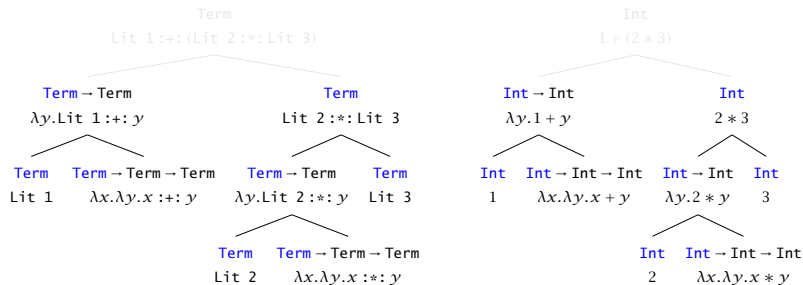 Term Int
Lit 1 :+: (Lit 2 :*: Lit 3) 1 + (2 * 3)
Term → Term Term Int → Int Int
λy.Lit 1 :+: y Lit 2 :*: Lit 3 λy.1 + y 2 * 3
Term Term → Term → Term Term → Term Term Int Int → Int → Int Int → Int Int
Lit 1 λx.λy.x :+: y λy.Lit 2 :*: y Lit 3 1 λx.λy.x + y λy.2 * y 3
Term Term → Term → Term Int Int → Int → Int
Lit 2 λx.λy.x :*: y 2 λx.λy.x * y